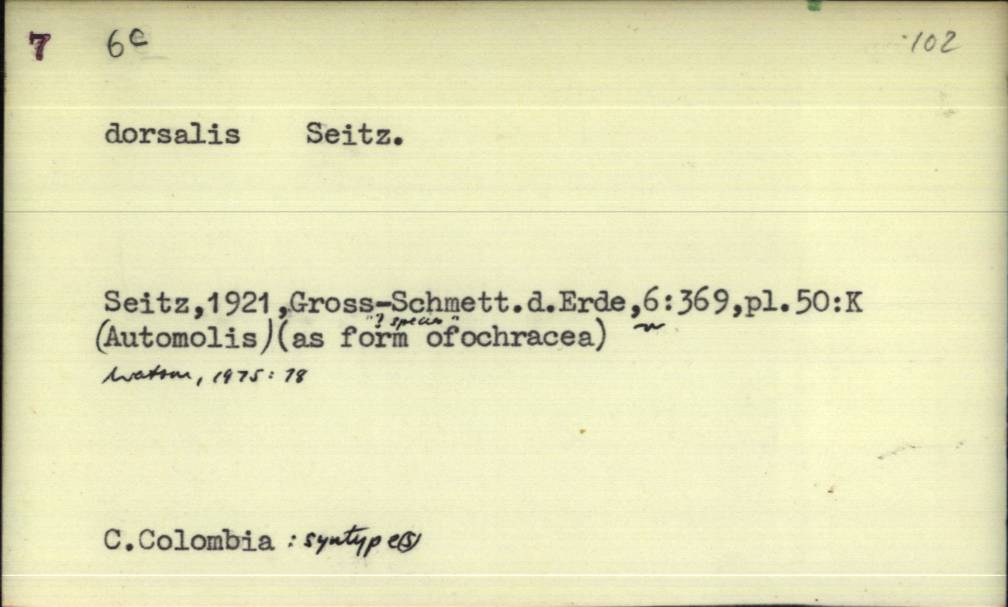 7 6c 102
dorsalis Seitz.
Seitz,1921,Gross-Schmett.d.Erde,6:369,pl.50:K
"? species"
(Automolis)(as form ofochracea)
Watson, 1975: 78
C.Colombia : syntype(s)